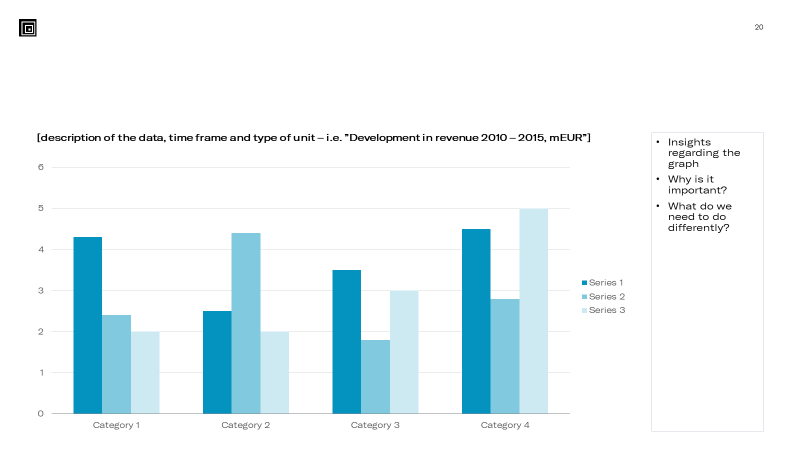 20
[description of the data, time frame and type of unit – i.e. ”Development in revenue 2010 – 2015, mEUR”]
6
5
4
3
2
1
0
Category 1
Category 2
Category 3
Category 4
Series 1
Series 2
Series 3
• Insights
regarding the
graph
• Why is it
important?
• What do we
need to do
differently?